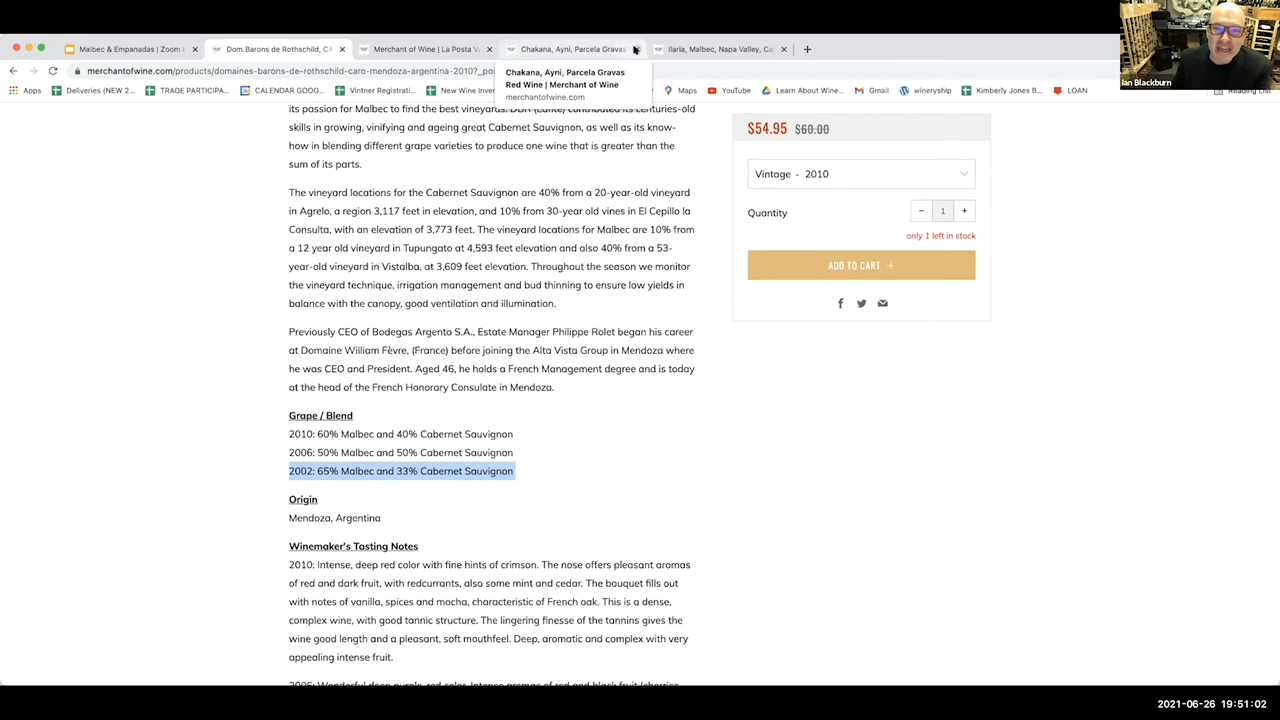 Malbec & Empanadas | Zoom
Dom.Barons de Rothschild, CA
Merchant of Wine | La Posta V
Chakana, Ayni, Parcela Gravas
Ilaria, Malbec, Napa Valley, Ca
merchantofwine.com/products/domaines-barons-de-rothschild-caro-mendoza-argentina-2010?_pos
Chakana, Ayni, Parcela Gravas
Red Wine | Merchant of Wine
merchantofwine.com
Ian Blackburn
Apps
Deliveries (NEW 2...
TRADE PARTICIPA...
CALENDAR GOOG...
Vintner Registrati...
New Wine Inver
Maps
YouTube
Learn About Wine...
Gmail
wineryship
Kimberly Jones B...
LOAN
Reading List
its passion for Malbec to find the best vineyards. DBR (Lafite) contributed its centuries-old
skills in growing, vinifying and ageing great Cabernet Sauvignon, as well as its know-
how in blending different grape varieties to produce one wine that is greater than the
sum of its parts.
The vineyard locations for the Cabernet Sauvignon are 40% from a 20-year-old vineyard
in Agrelo, a region 3,117 feet in elevation, and 10% from 30-year old vines in El Cepillo la
Consulta, with an elevation of 3,773 feet. The vineyard locations for Malbec are 10% from
a 12 year old vineyard in Tupungato at 4,593 feet elevation and also 40% from a 53-
year-old vineyard in Vistalba, at 3,609 feet elevation. Throughout the season we monitor
the vineyard technique, irrigation management and bud thinning to ensure low yields in
balance with the canopy, good ventilation and illumination.
Previously CEO of Bodegas Argento S.A., Estate Manager Philippe Rolet began his career
at Domaine William Fèvre, (France) before joining the Alta Vista Group in Mendoza where
he was CEO and President. Aged 46, he holds a French Management degree and is today
at the head of the French Honorary Consulate in Mendoza.
Grape / Blend
2010: 60% Malbec and 40% Cabernet Sauvignon
2006: 50% Malbec and 50% Cabernet Sauvignon
2002: 65% Malbec and 33% Cabernet Sauvignon
Origin
Mendoza, Argentina
Winemaker's Tasting Notes
2010: Intense, deep red color with fine hints of crimson. The nose offers pleasant aromas
of red and dark fruit, with redcurrants, also some mint and cedar. The bouquet fills out
with notes of vanilla, spices and mocha, characteristic of French oak. This is a dense,
complex wine, with good tannic structure. The lingering finesse of the tannins gives the
wine good length and a pleasant, soft mouthfeel. Deep, aromatic and complex with very
appealing intense fruit.
2006: Wonderful deep purple-red color. Intense aromas of red and black fruit (cherries,
$54.95 $60.00
Vintage - 2010
Quantity
− 1 +
only 1 left in stock
ADD TO CART +
2021-06-26 19:51:02